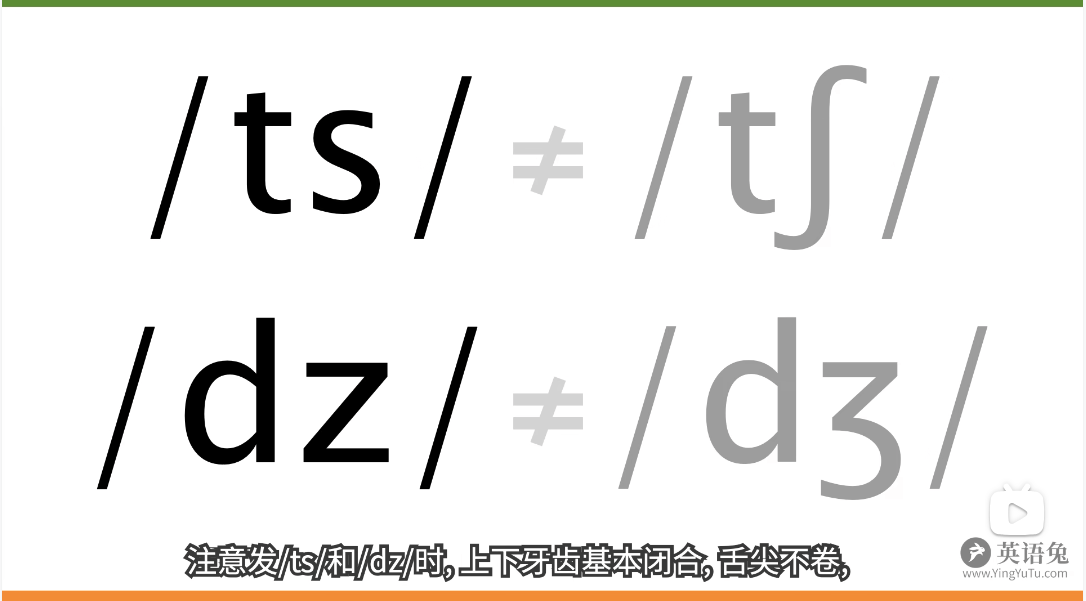 /ts/ ≠ /tʃ/
/dz/ ≠ /dʒ/
注意发/ts/和/dz/时, 上下牙齿基本闭合, 舌尖不卷,
英语兔
www.YingYuTu.com